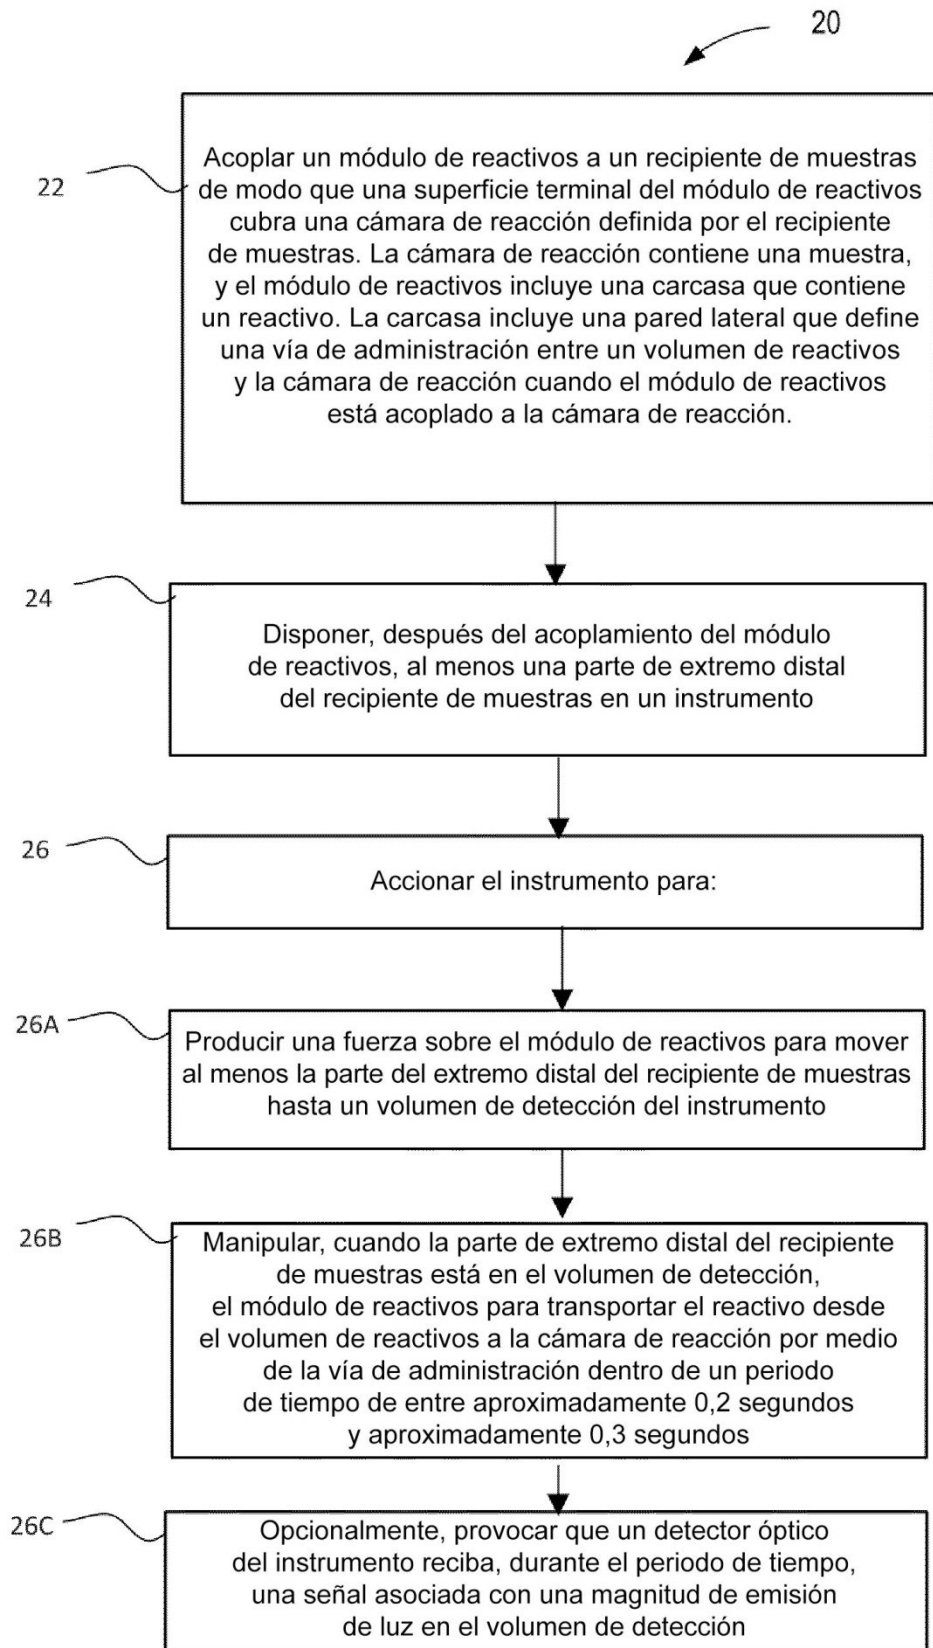 20
22
Acoplar un módulo de reactivos a un recipiente de muestras
de modo que una superficie terminal del módulo de reactivos
cubra una cámara de reacción definida por el recipiente
de muestras. La cámara de reacción contiene una muestra,
y el módulo de reactivos incluye una carcasa que contiene
un reactivo. La carcasa incluye una pared lateral que define
una vía de administración entre un volumen de reactivos
y la cámara de reacción cuando el módulo de reactivos
está acoplado a la cámara de reacción.
24
Disponer, después del acoplamiento del módulo
de reactivos, al menos una parte de extremo distal
del recipiente de muestras en un instrumento
26
Accionar el instrumento para:
26A
Producir una fuerza sobre el módulo de reactivos para mover
al menos la parte del extremo distal del recipiente de muestras
hasta un volumen de detección del instrumento
26B
Manipular, cuando la parte de extremo distal del recipiente
de muestras está en el volumen de detección,
el módulo de reactivos para transportar el reactivo desde
el volumen de reactivos a la cámara de reacción por medio
de la vía de administración dentro de un periodo
de tiempo de entre aproximadamente 0,2 segundos
y aproximadamente 0,3 segundos
26C
Opcionalmente, provocar que un detector óptico
del instrumento reciba, durante el periodo de tiempo,
una señal asociada con una magnitud de emisión
de luz en el volumen de detección